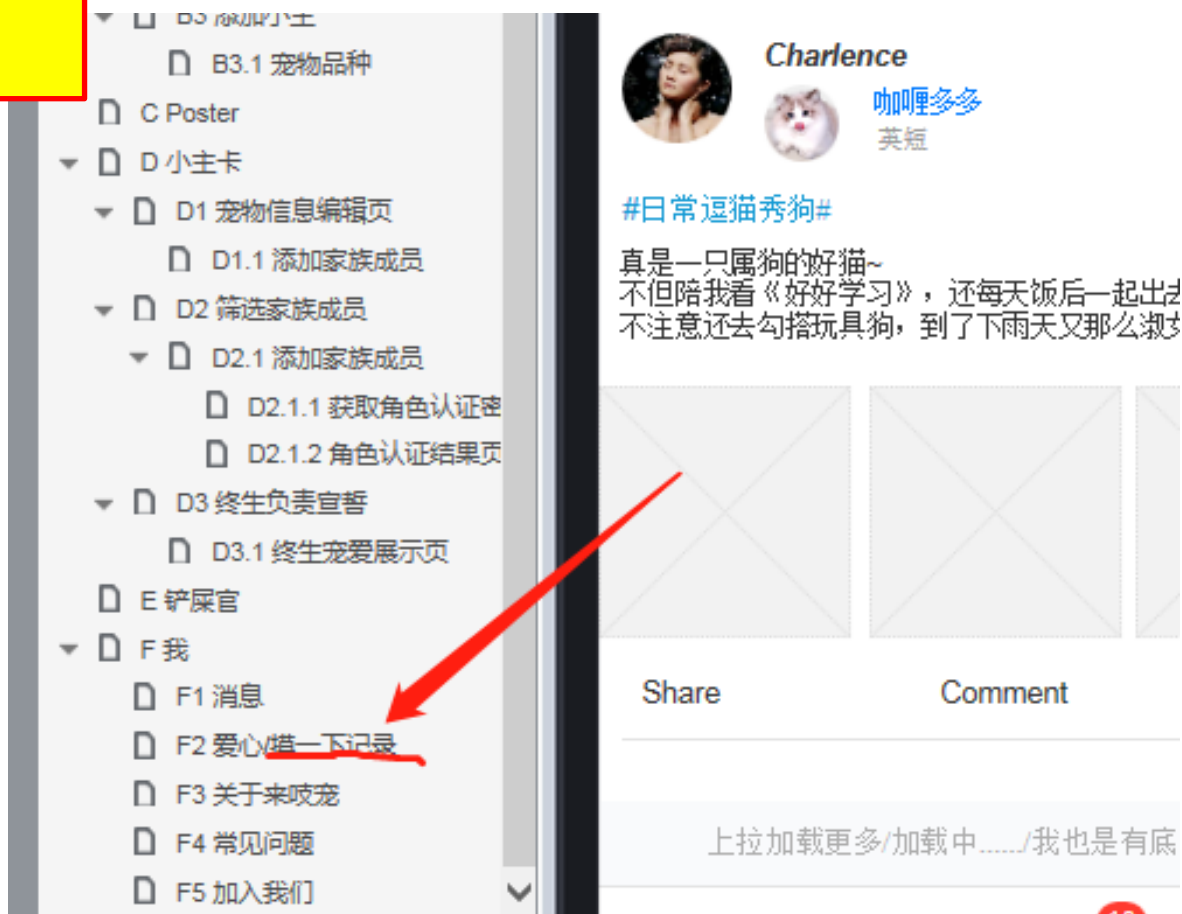 B3 添加小主
B3.1 宠物品种
C Poster
D 小主卡
D1 宠物信息编辑页
D1.1 添加家族成员
D2 筛选家族成员
D2.1 添加家族成员
D2.1.1 获取角色认证密
D2.1.2 角色认证结果页
D3 终生负责宣誓
D3.1 终生宠爱展示页
E 铲屎官
F 我
F1 消息
F2 爱心/摸一下记录
F3 关于来吱宠
F4 常见问题
F5 加入我们
Charlence
咖喱多多
英短
#日常逗猫秀狗#
真是一只属狗的好猫~
不但陪我看《好好学习》，还每天饭后一起出去
不注意还去勾搭玩具狗，到了下雨天又那么淑女
Share Comment
上拉加载更多/加载中....../我也是有底